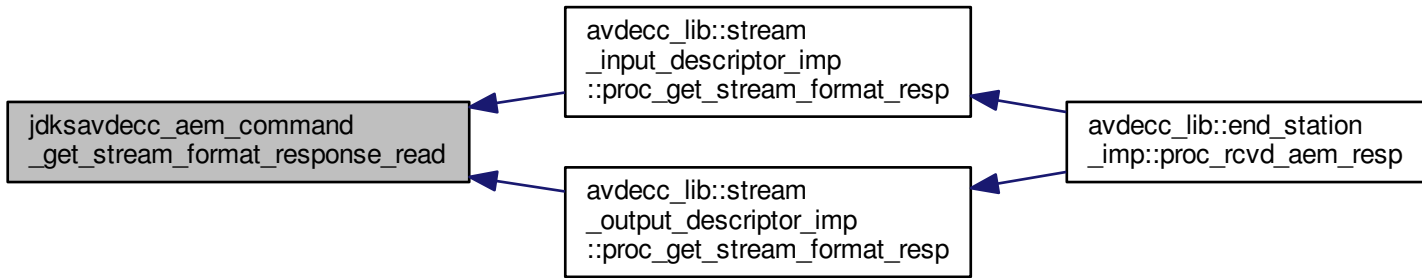 jdksavdecc_aem_command
_get_stream_format_response_read
avdecc_lib::stream
_input_descriptor_imp
::proc_get_stream_format_resp
avdecc_lib::stream
_output_descriptor_imp
::proc_get_stream_format_resp
avdecc_lib::end_station
_imp::proc_rcvd_aem_resp